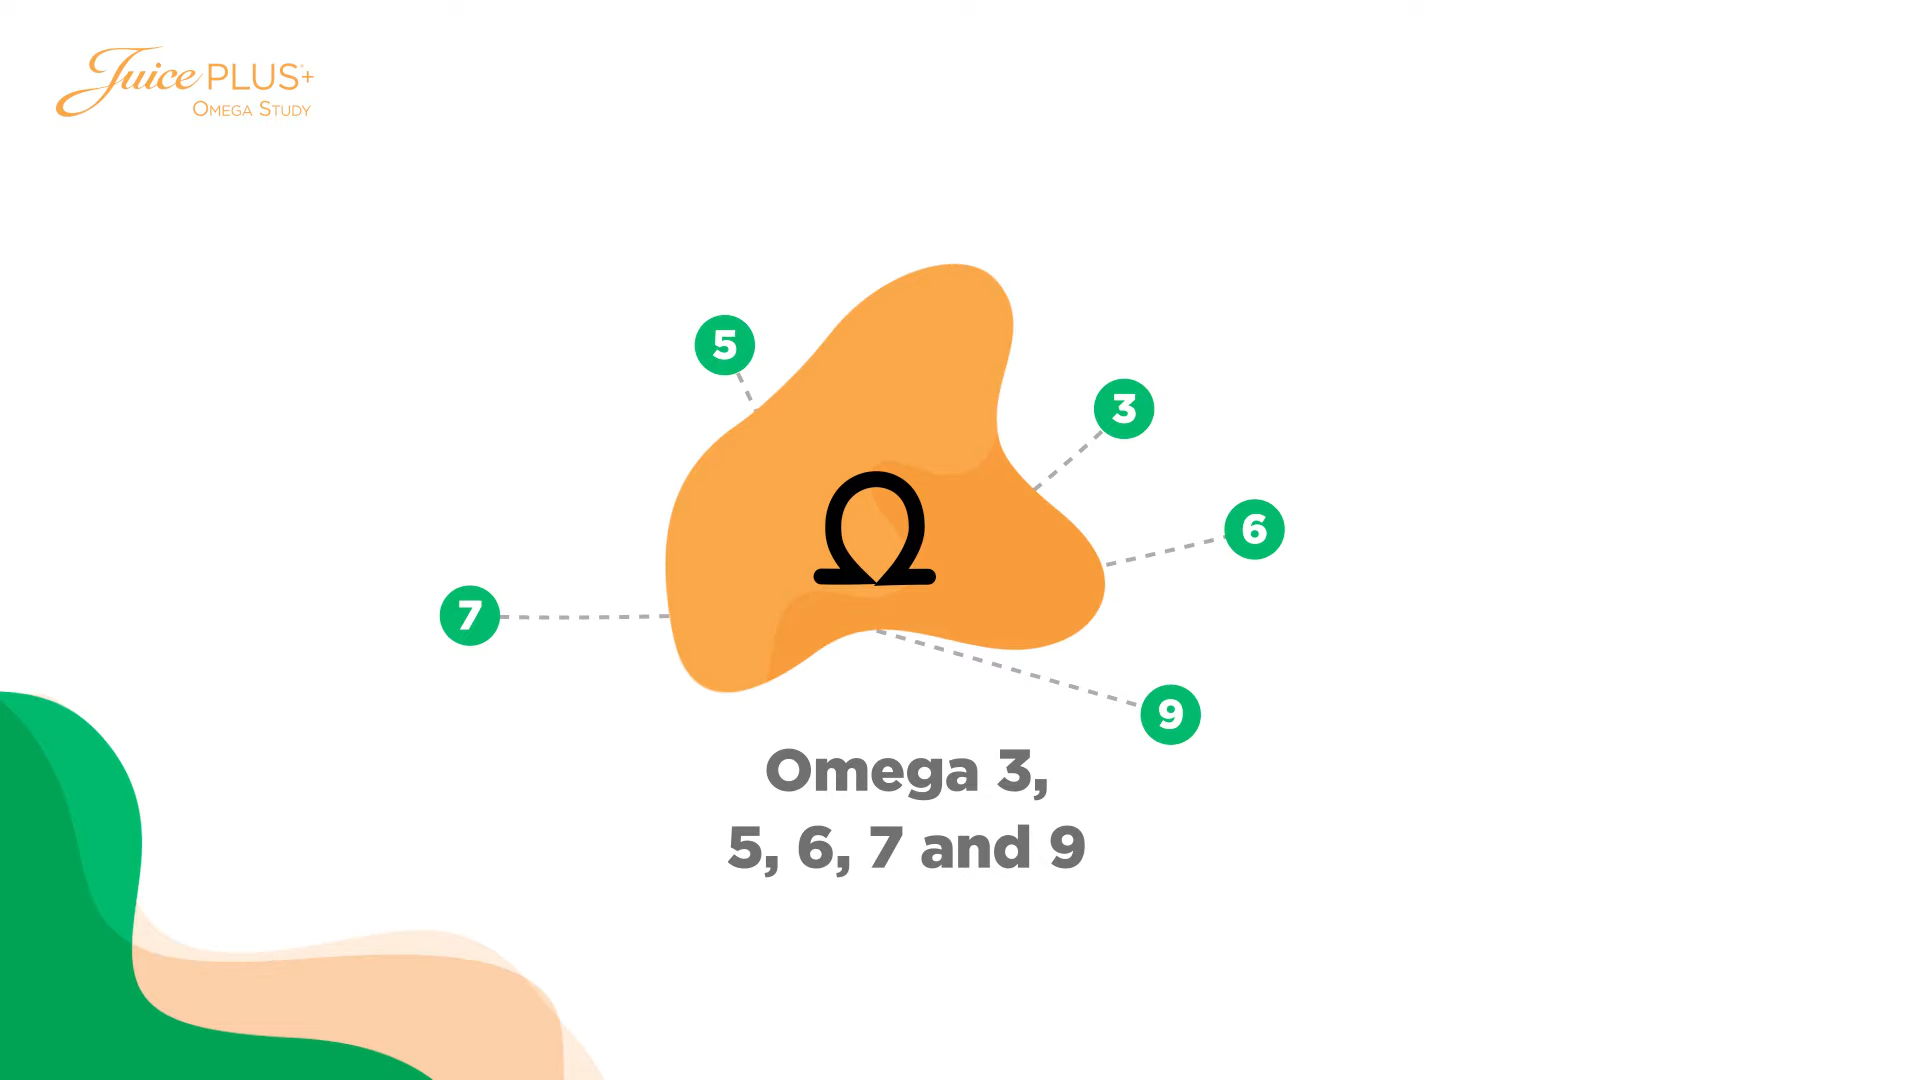 Juice PLUS+
OMEGA STUDY
5
3
6
Ω
7
9
Omega 3,
5, 6, 7 and 9